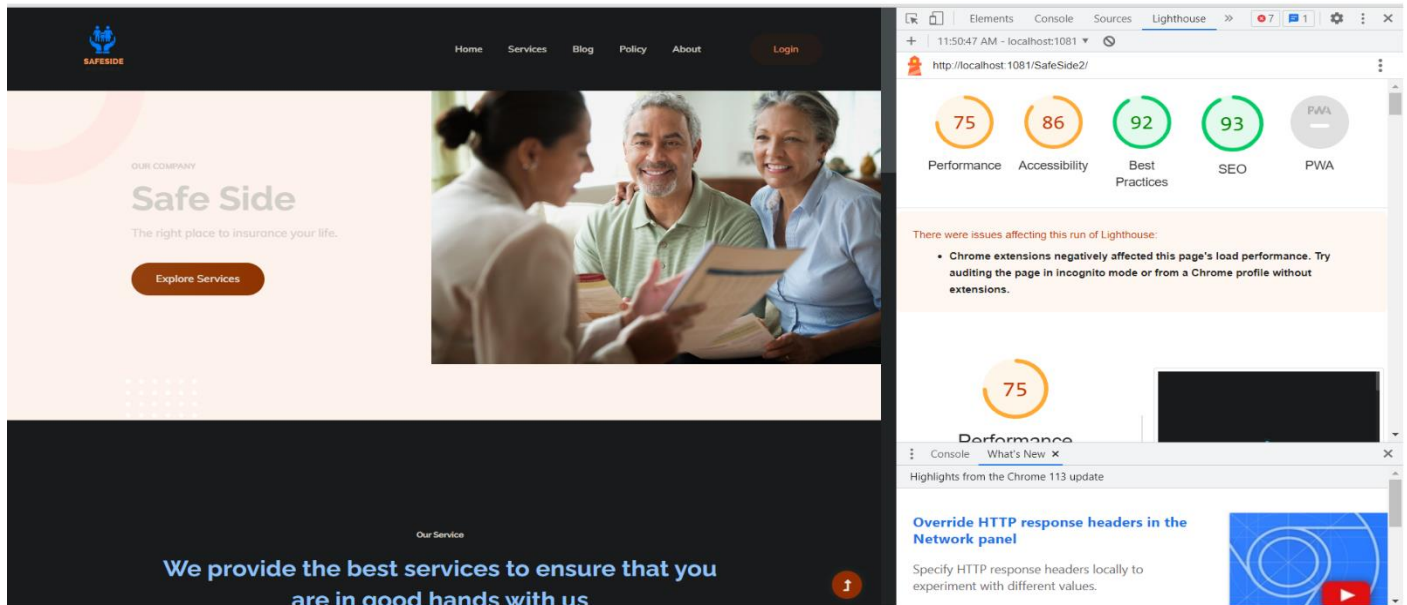 SAFESIDE
Home Services Blog Policy About Login
OUR COMPANY
Safe Side
The right place to insurance your life.
Explore Services
Our Service
We provide the best services to ensure that you
are in good hands with us
Elements Console Sources Lighthouse » 7 1
+ 11:50:47 AM - localhost:1081
http://localhost:1081/SafeSide2/
75 86 92 93 PWA
Performance Accessibility Best Practices SEO PWA
There were issues affecting this run of Lighthouse:
• Chrome extensions negatively affected this page's load performance. Try
auditing the page in incognito mode or from a Chrome profile without
extensions.
75
Performance
Console What's New ×
Highlights from the Chrome 113 update
Override HTTP response headers in the
Network panel
Specify HTTP response headers locally to
experiment with different values.